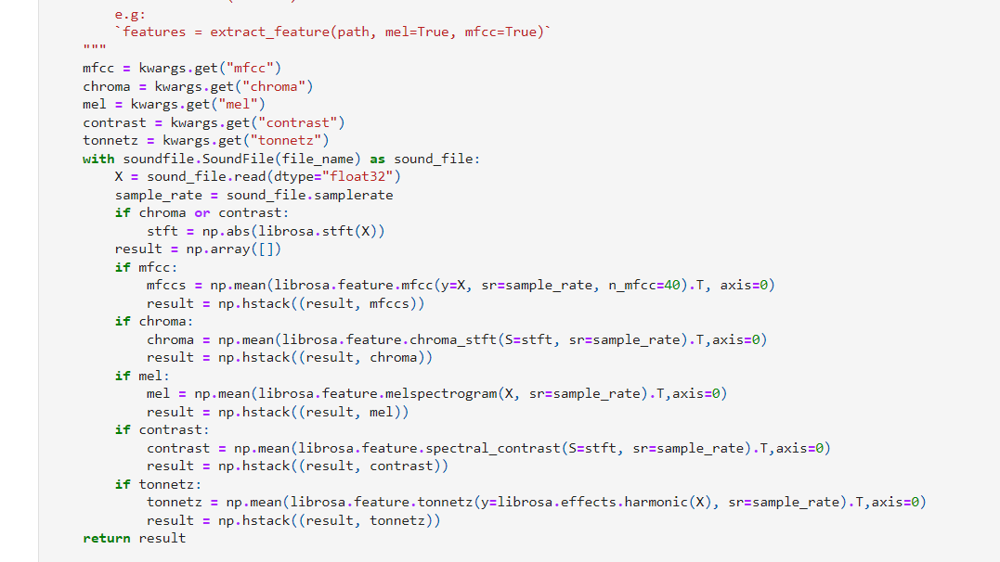 e.g:
`features = extract_feature(path, mel=True, mfcc=True)`
"""
mfcc = kwargs.get("mfcc")
chroma = kwargs.get("chroma")
mel = kwargs.get("mel")
contrast = kwargs.get("contrast")
tonnetz = kwargs.get("tonnetz")
with soundfile.SoundFile(file_name) as sound_file:
X = sound_file.read(dtype="float32")
sample_rate = sound_file.samplerate
if chroma or contrast:
stft = np.abs(librosa.stft(X))
result = np.array([])
if mfcc:
mfccs = np.mean(librosa.feature.mfcc(y=X, sr=sample_rate, n_mfcc=40).T, axis=0)
result = np.hstack((result, mfccs))
if chroma:
chroma = np.mean(librosa.feature.chroma_stft(S=stft, sr=sample_rate).T,axis=0)
result = np.hstack((result, chroma))
if mel:
mel = np.mean(librosa.feature.melspectrogram(X, sr=sample_rate).T,axis=0)
result = np.hstack((result, mel))
if contrast:
contrast = np.mean(librosa.feature.spectral_contrast(S=stft, sr=sample_rate).T,axis=0)
result = np.hstack((result, contrast))
if tonnetz:
tonnetz = np.mean(librosa.feature.tonnetz(y=librosa.effects.harmonic(X), sr=sample_rate).T,axis=0)
result = np.hstack((result, tonnetz))
return result